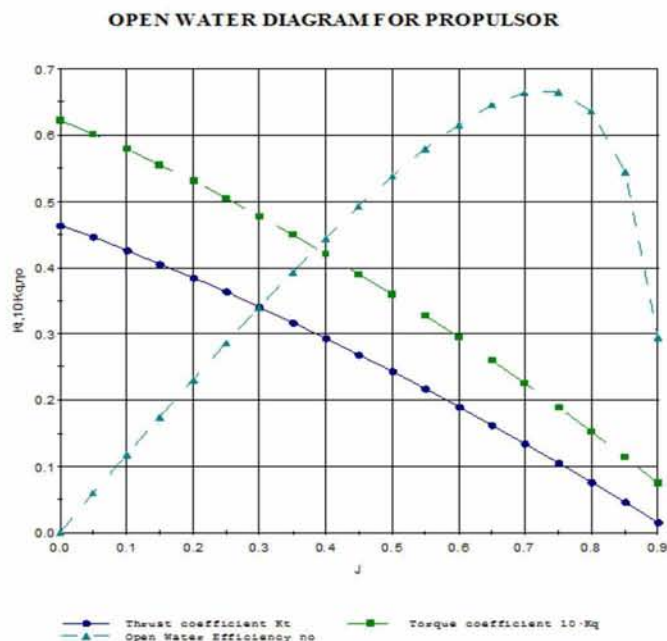 OPEN WATER DIAGRAM FOR PROPULSOR
0.7
0.6
0.5
0.4
0.3
0.2
0.1
0.0
Kt,10Kq,ηo
0.0 0.1 0.2 0.3 0.4 0.5 0.6 0.7 0.8 0.9
J
Thrust coefficient Kt Torque coefficient 10·Kq
Open Water Efficiency no